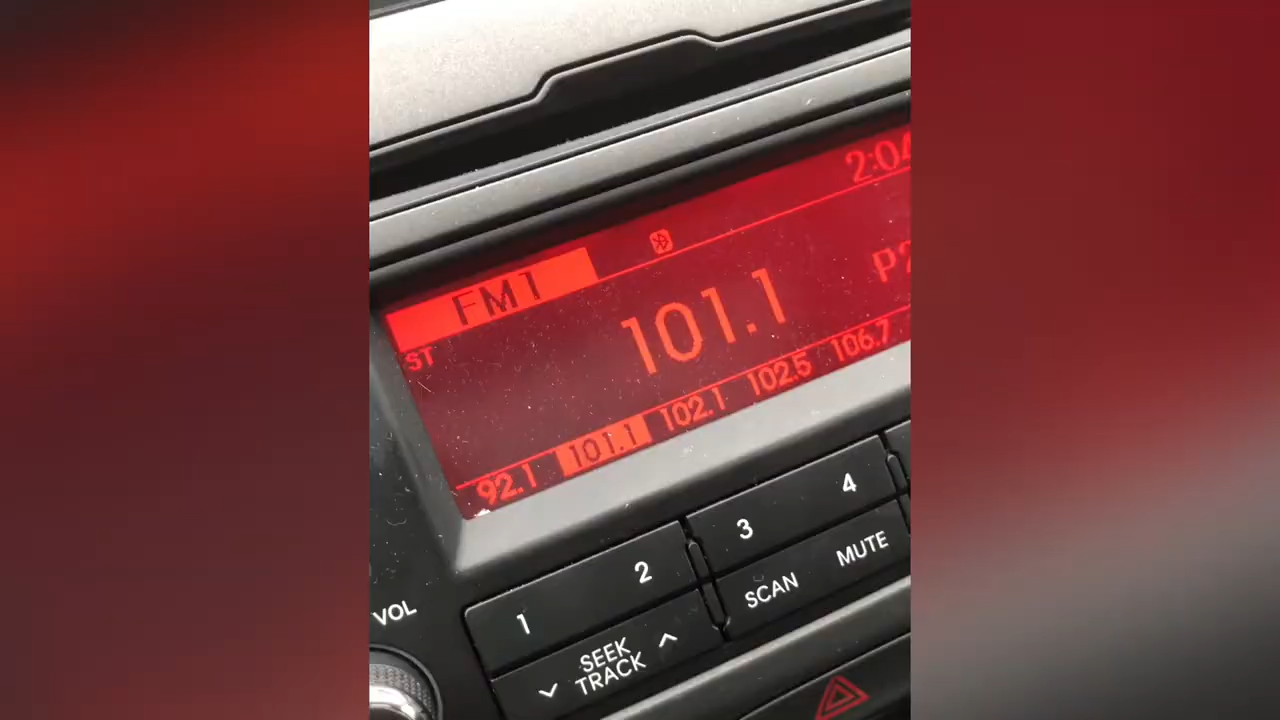 2:04
FM1
101.1
P2
ST
92.1 101.1 102.1 102.5 106.7
1 2 3 4
VOL
SEEK
TRACK
SCAN MUTE